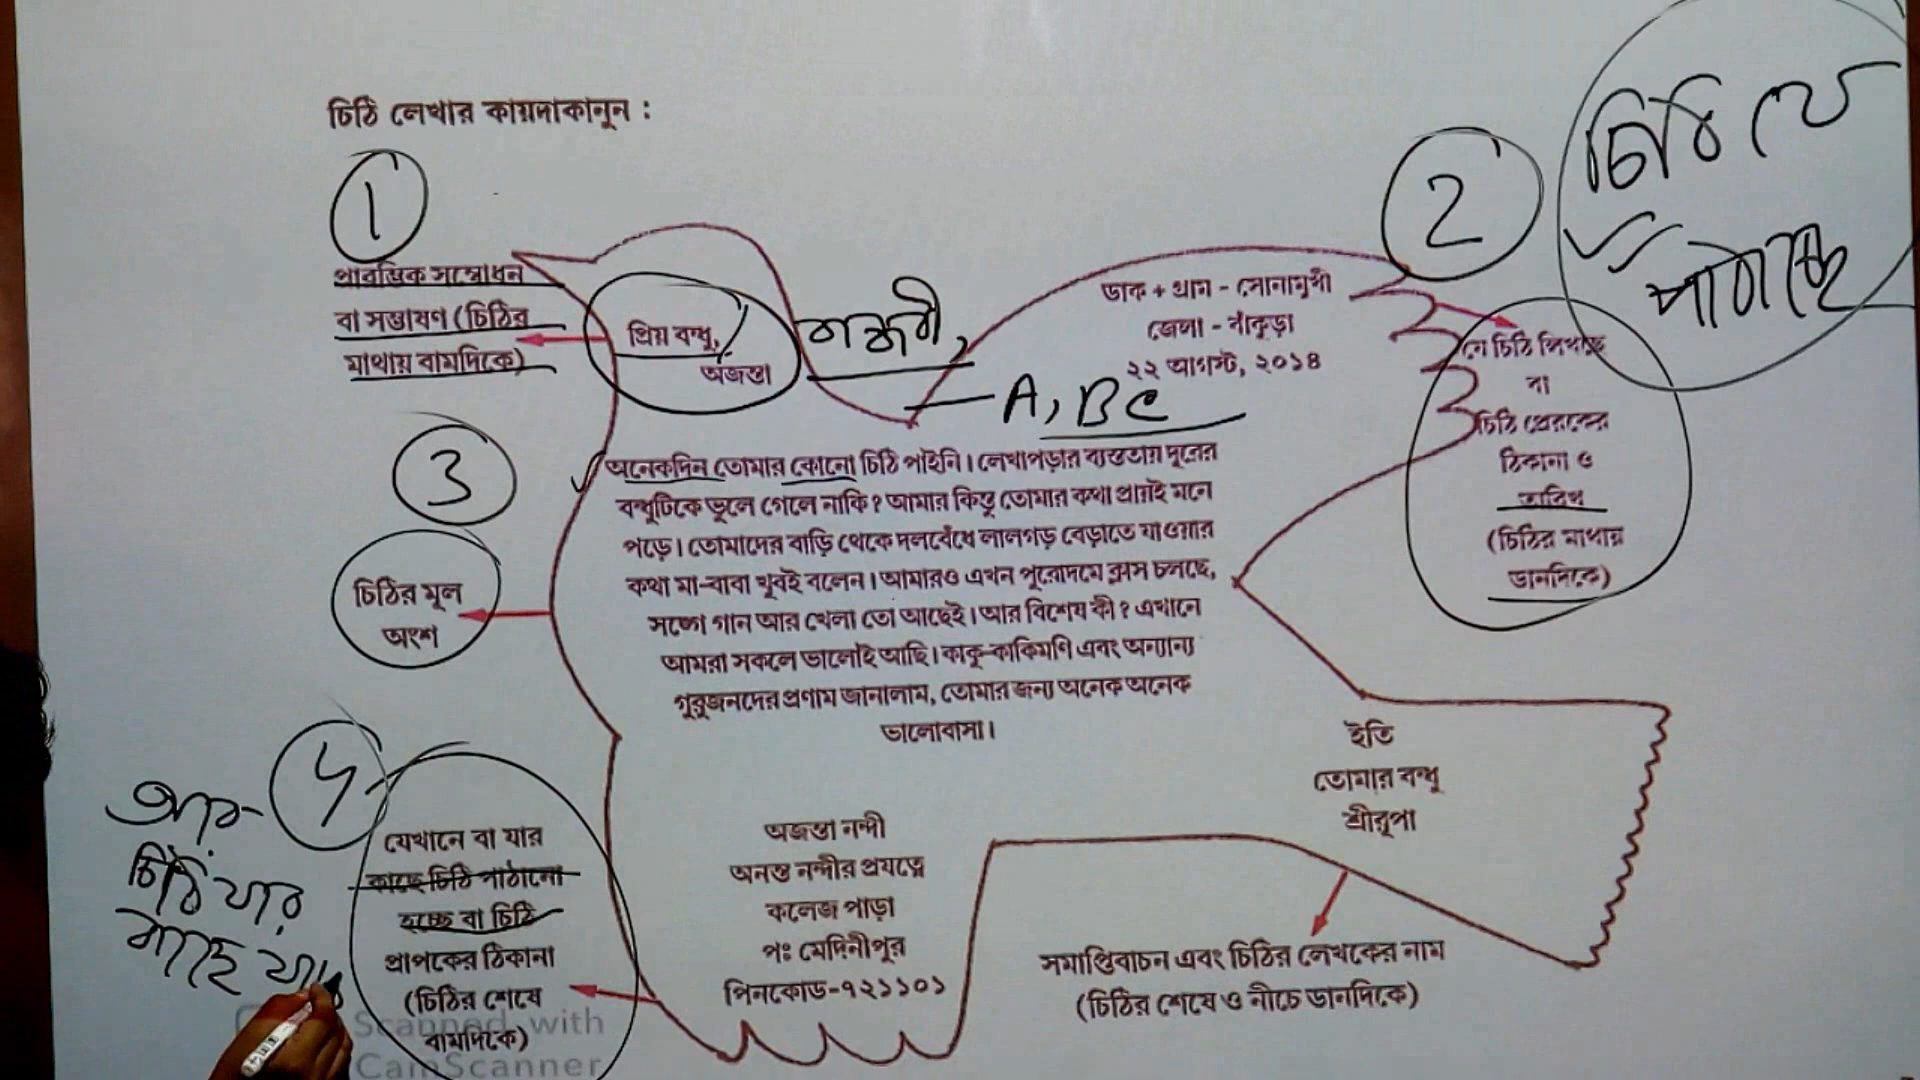 চিঠি লেখার কায়দাকানুন :
1
প্রারম্ভিক সম্বোধন
বা সম্ভাষণ (চিঠির
মাথায় বামদিকে)
প্রিয় বন্ধু,
অজন্তা
A, BC
2
ডাক + গ্রাম - সোনামুখী
জেলা - বাঁকুড়া
২২ আগস্ট, ২০১৪
চিঠি যে
পাঠাচ্ছে
যে চিঠি লিখছে
বা
চিঠি প্রেরকের
ঠিকানা ও
তারিখ
(চিঠির মাথায়
ডানদিকে)
3
চিঠির মূল
অংশ
অনেকদিন তোমার কোনো চিঠি পাইনি। লেখাপড়ার ব্যস্ততায় দূরের
বন্ধুটিকে ভুলে গেলে নাকি? আমার কিন্তু তোমার কথা প্রায়ই মনে
পড়ে। তোমাদের বাড়ি থেকে দলবেঁধে লালগড় বেড়াতে যাওয়ার
কথা মা-বাবা খুবই বলেন। আমারও এখন পুরোদমে ক্লাস চলছে,
সঙ্গে গান আর খেলা তো আছেই। আর বিশেষ কী? এখানে
আমরা সকলে ভালোই আছি। কাকু-কাকিমণি এবং অন্যান্য
গুরুজনদের প্রণাম জানালাম, তোমার জন্য অনেক অনেক
ভালোবাসা।
ইতি
তোমার বন্ধু
শ্রীরূপা
সমাপ্তিবাচন এবং চিঠির লেখকের নাম
(চিঠির শেষে ও নীচে ডানদিকে)
4
আর
চিঠি যার
কাছে
যেখানে বা যার
কাছে চিঠি পাঠানো
হচ্ছে বা চিঠি
প্রাপকের ঠিকানা
(চিঠির শেষে
বামদিকে)
অজন্তা নন্দী
অনন্ত নন্দীর প্রযত্নে
কলেজ পাড়া
পঃ মেদিনীপুর
পিনকোড-৭২১১০১
Scanned with
CamScanner